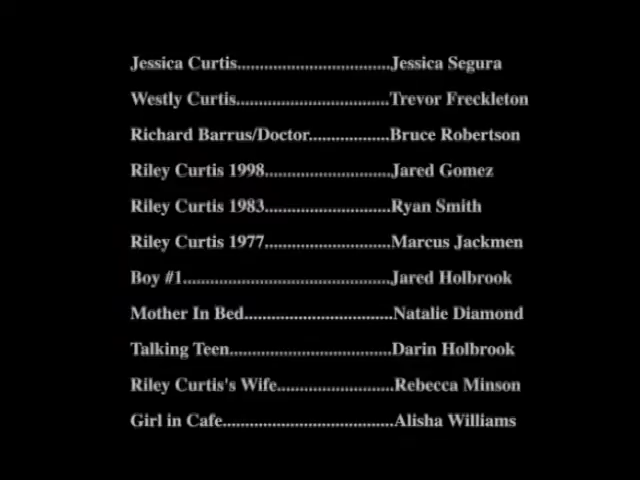 Jessica Curtis..................................Jessica Segura
Westly Curtis..................................Trevor Freckleton
Richard Barrus/Doctor.................Bruce Robertson
Riley Curtis 1998............................Jared Gomez
Riley Curtis 1983............................Ryan Smith
Riley Curtis 1977............................Marcus Jackmen
Boy #1..............................................Jared Holbrook
Mother In Bed.................................Natalie Diamond
Talking Teen....................................Darin Holbrook
Riley Curtis's Wife..........................Rebecca Minson
Girl in Cafe......................................Alisha Williams